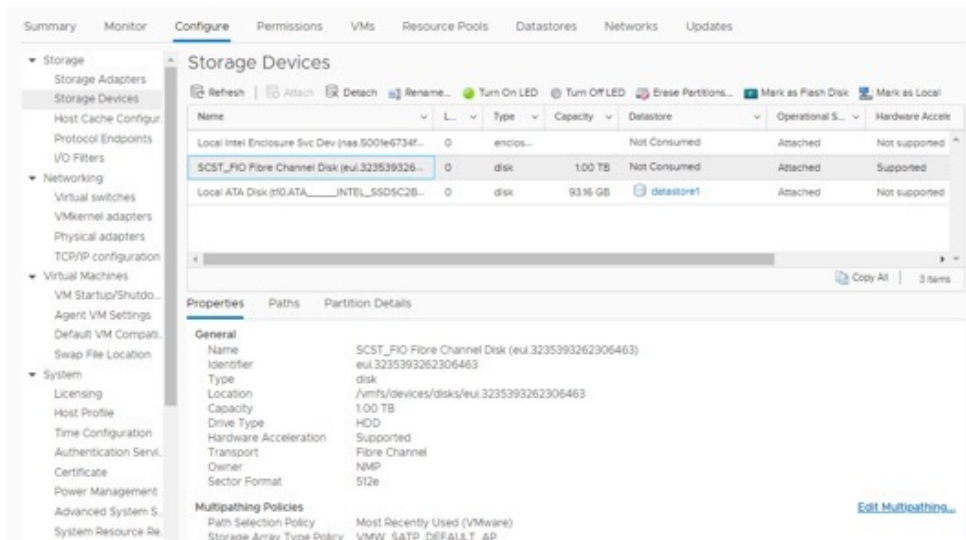 Summary Monitor Configure Permissions VMs Resource Pools Datastores Networks Updates
Storage
Storage Adapters
Storage Devices
Host Cache Configur...
Protocol Endpoints
I/O Filters
Networking
Virtual switches
VMkernel adapters
Physical adapters
TCP/IP configuration
Virtual Machines
VM Startup/Shutdo...
Agent VM Settings
Default VM Compati...
Swap File Location
System
Licensing
Host Profile
Time Configuration
Authentication Servi...
Certificate
Power Management
Advanced System S...
System Resource Re...
Storage Devices
Refresh Attach Detach Rename... Turn On LED Turn Off LED Erase Partitions... Mark as Flash Disk Mark as Local
Name L... Type Capacity Datastore Operational S... Hardware Accele
Local Intel Enclosure Svc Dev (naa.5001e6734f... 0 enclos... Not Consumed Attached Not supported
SCST_FIO Fibre Channel Disk (eui.323539326... 0 disk 1.00 TB Not Consumed Attached Supported
Local ATA Disk (t10.ATA_____INTEL_SSDSC2B... 0 disk 93.16 GB datastore1 Attached Not supported
Copy All 3 items
Properties Paths Partition Details
General
Name SCST_FIO Fibre Channel Disk (eui.3235393262306463)
Identifier eui.3235393262306463
Type disk
Location /vmfs/devices/disks/eui.3235393262306463
Capacity 1.00 TB
Drive Type HDD
Hardware Acceleration Supported
Transport Fibre Channel
Owner NMP
Sector Format 512e
Multipathing Policies Edit Multipathing...
Path Selection Policy Most Recently Used (VMware)
Storage Array Type Policy VMW_SATP_DEFAULT_AP